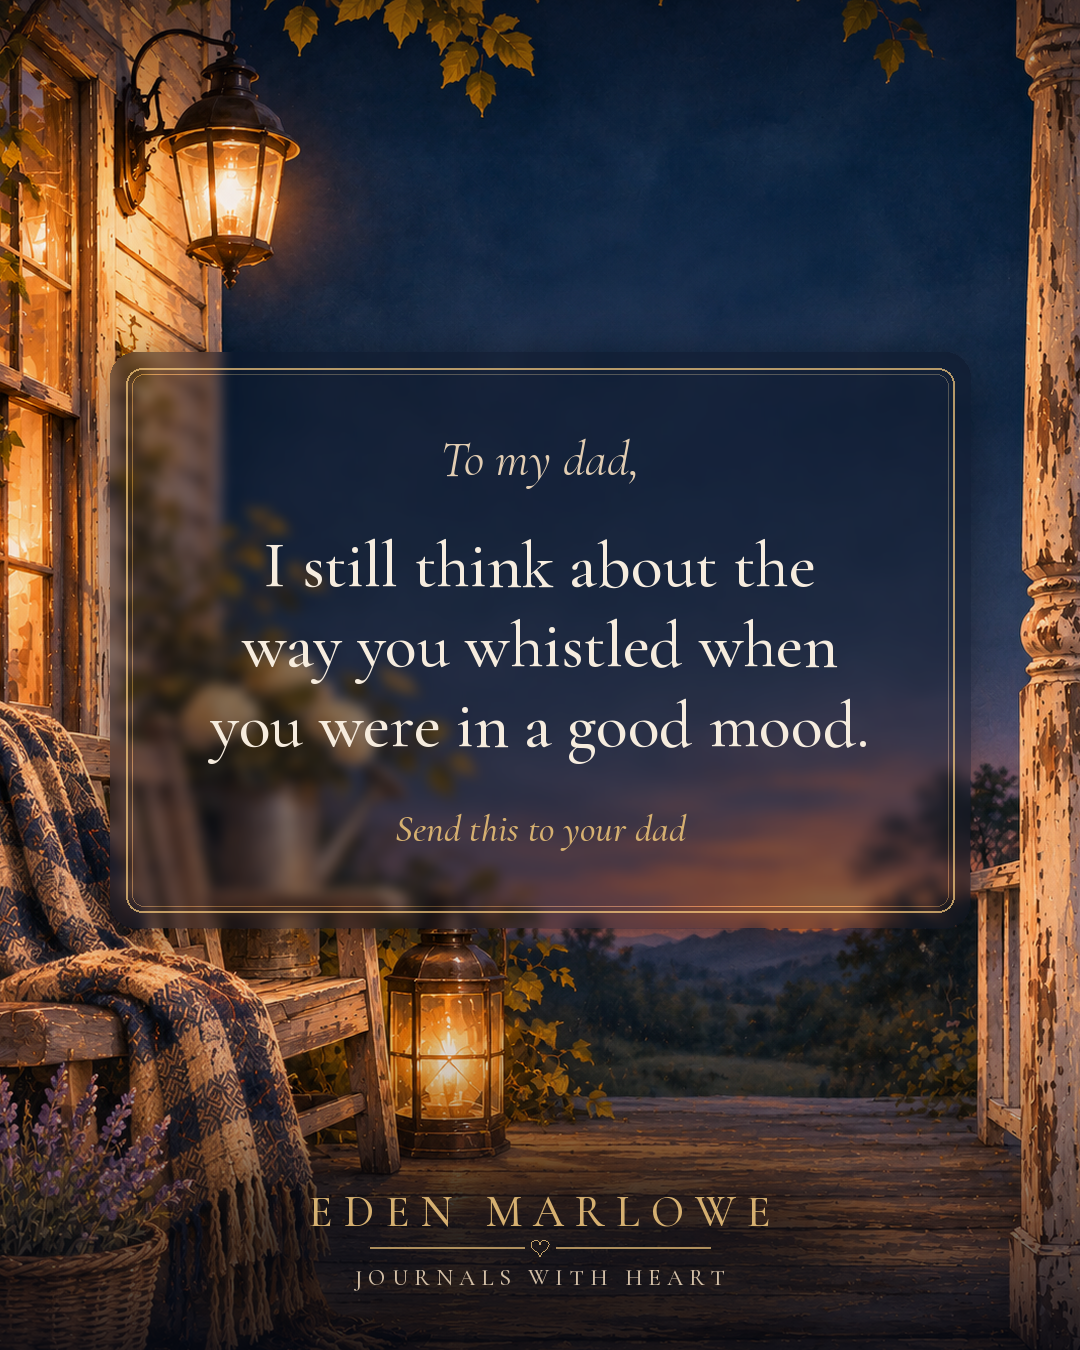 To my dad,
I still think about the
way you whistled when
you were in a good mood.
Send this to your dad
EDEN MARLOWE
JOURNALS WITH HEART